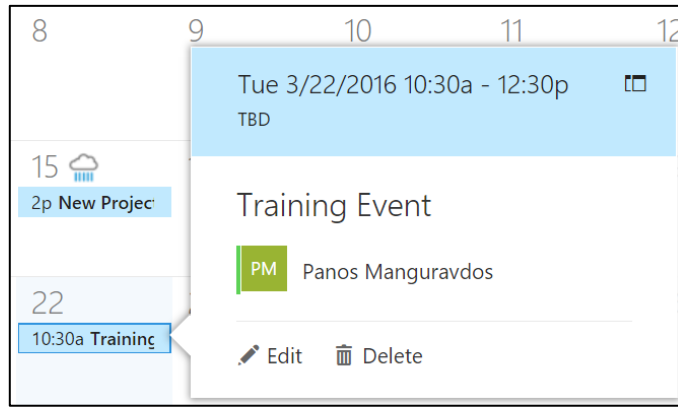 8 9 10 11 12
Tue 3/22/2016 10:30a - 12:30p
TBD
15
2p New Projec
Training Event
PM Panos Manguravdos
22
10:30a Training
Edit Delete